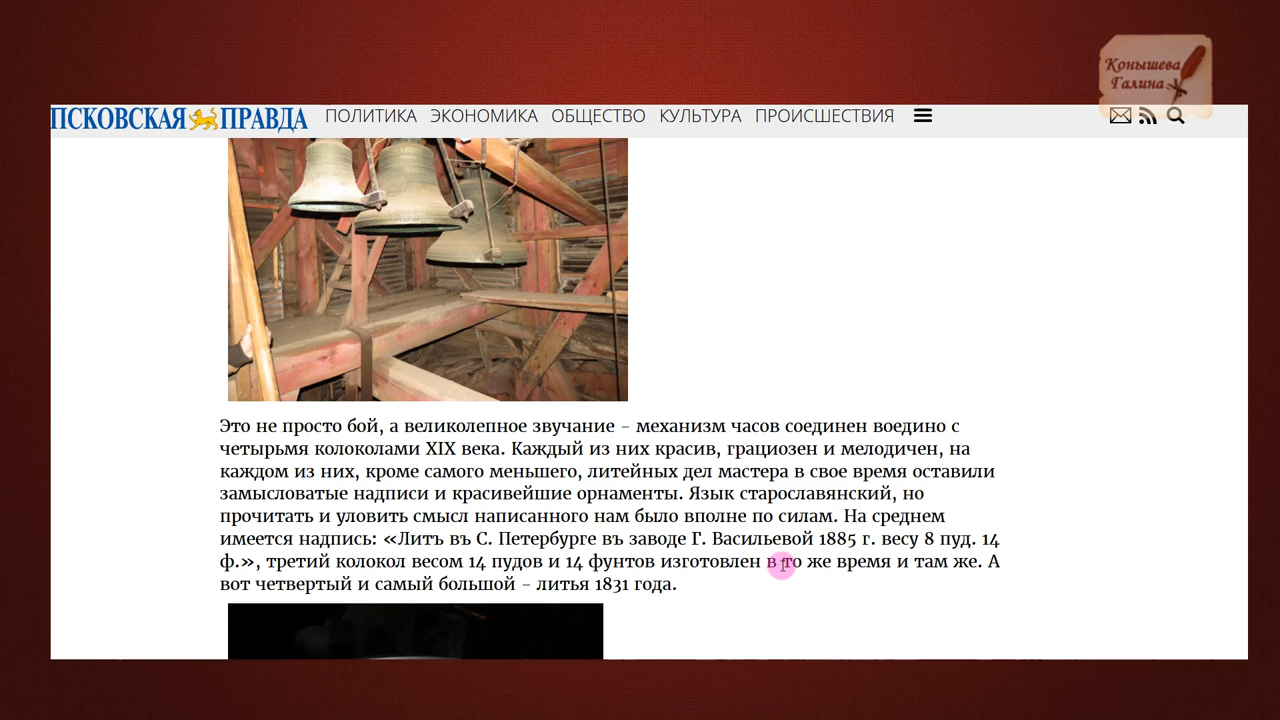 Конышева
Галина
ПСКОВСКАЯ ПРАВДА ПОЛИТИКА ЭКОНОМИКА ОБЩЕСТВО КУЛЬТУРА ПРОИСШЕСТВИЯ
Это не просто бой, а великолепное звучание – механизм часов соединен воедино с
четырьмя колоколами XIX века. Каждый из них красив, грациозен и мелодичен, на
каждом из них, кроме самого меньшего, литейных дел мастера в свое время оставили
замысловатые надписи и красивейшие орнаменты. Язык старославянский, но
прочитать и уловить смысл написанного нам было вполне по силам. На среднем
имеется надпись: «Литъ въ С. Петербурге въ заводе Г. Васильевой 1885 г. весу 8 пуд. 14
ф.», третий колокол весом 14 пудов и 14 фунтов изготовлен в то же время и там же. А
вот четвертый и самый большой – литья 1831 года.